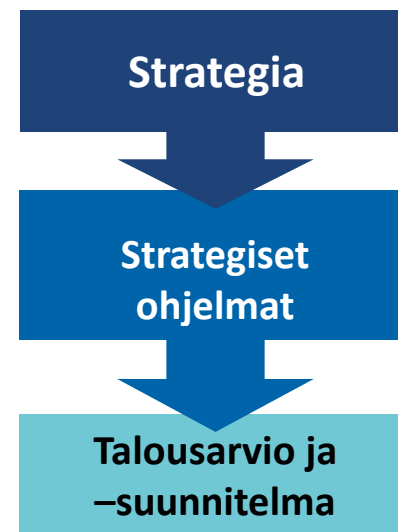 Strategia
Strategiset
ohjelmat
Talousarvio ja
–suunnitelma